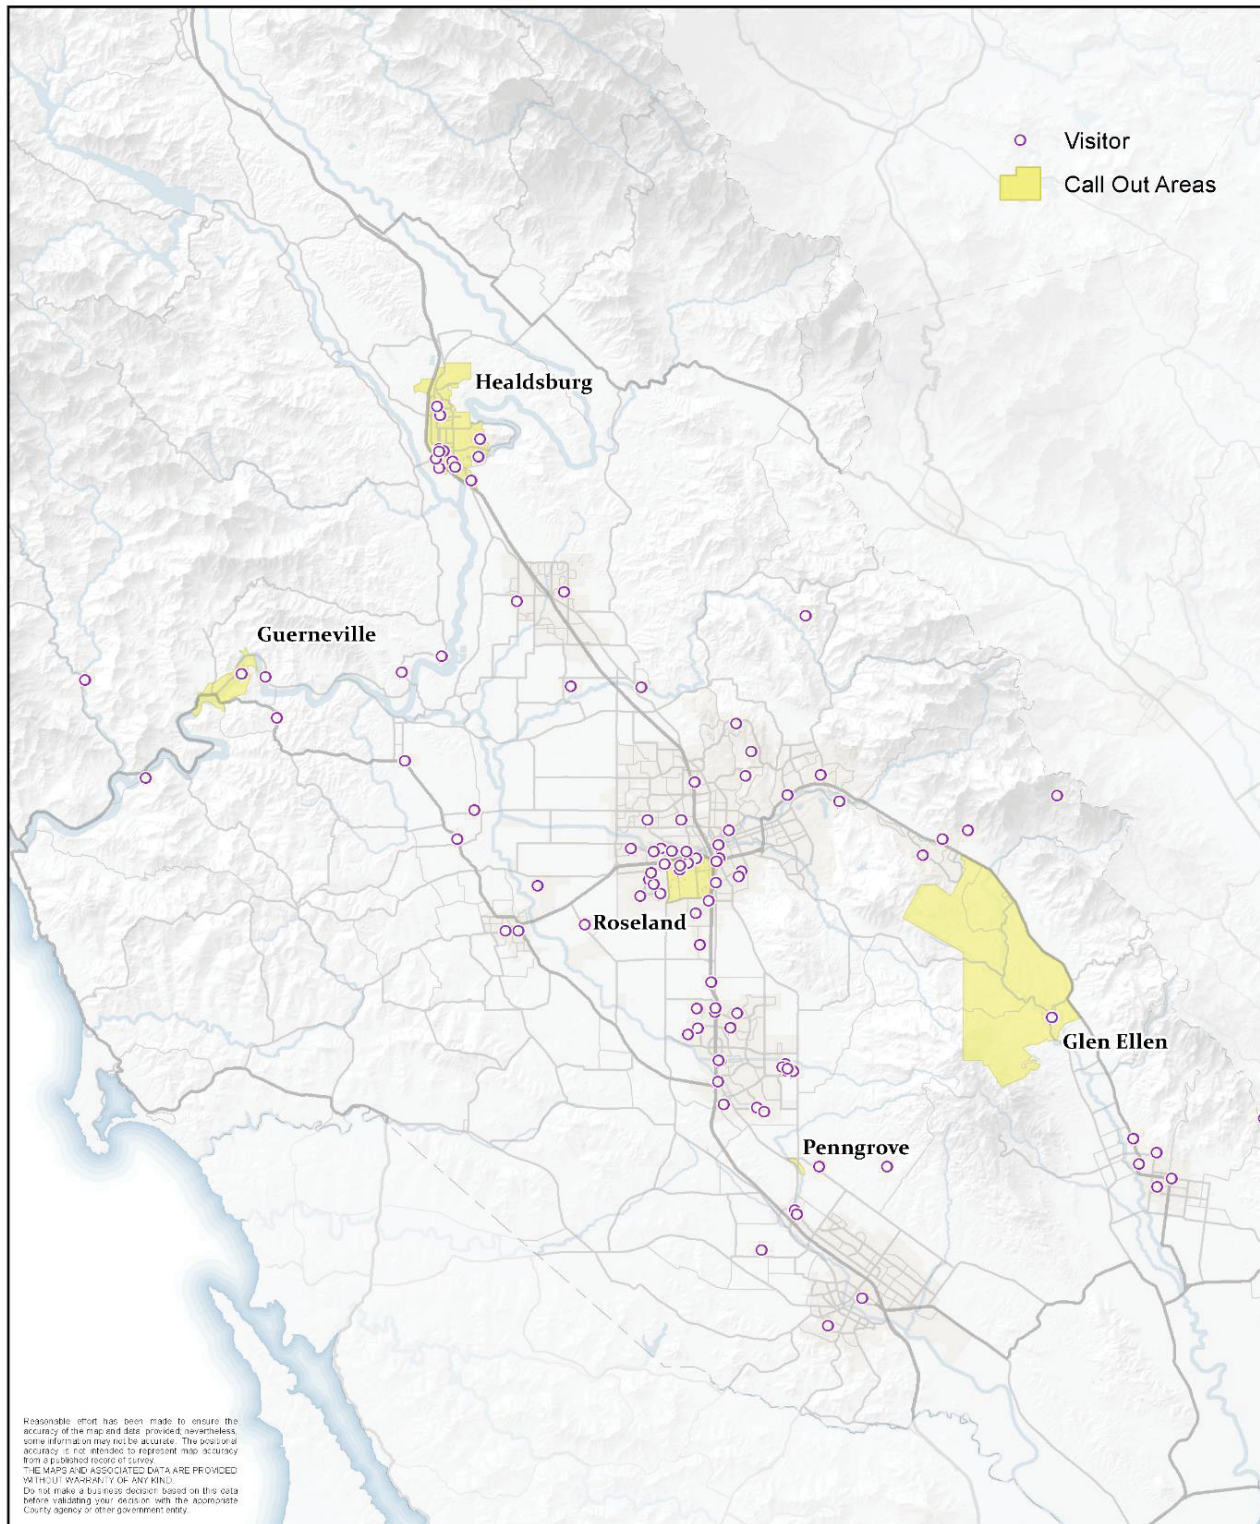 Visitor
Call Out Areas
Healdsburg
Guerneville
Roseland
Glen Ellen
Penngrove
Reasonable effort has been made to ensure the
accuracy of the map and data provided; nevertheless,
some information may not be accurate. The positional
accuracy is not intended to represent map accuracy
from a published record of survey.
THE MAPS AND ASSOCIATED DATA ARE PROVIDED
WITHOUT WARRANTY OF ANY KIND.
Do not make a business decision based on this data
before validating your decision with the appropriate
County agency or other government entity.